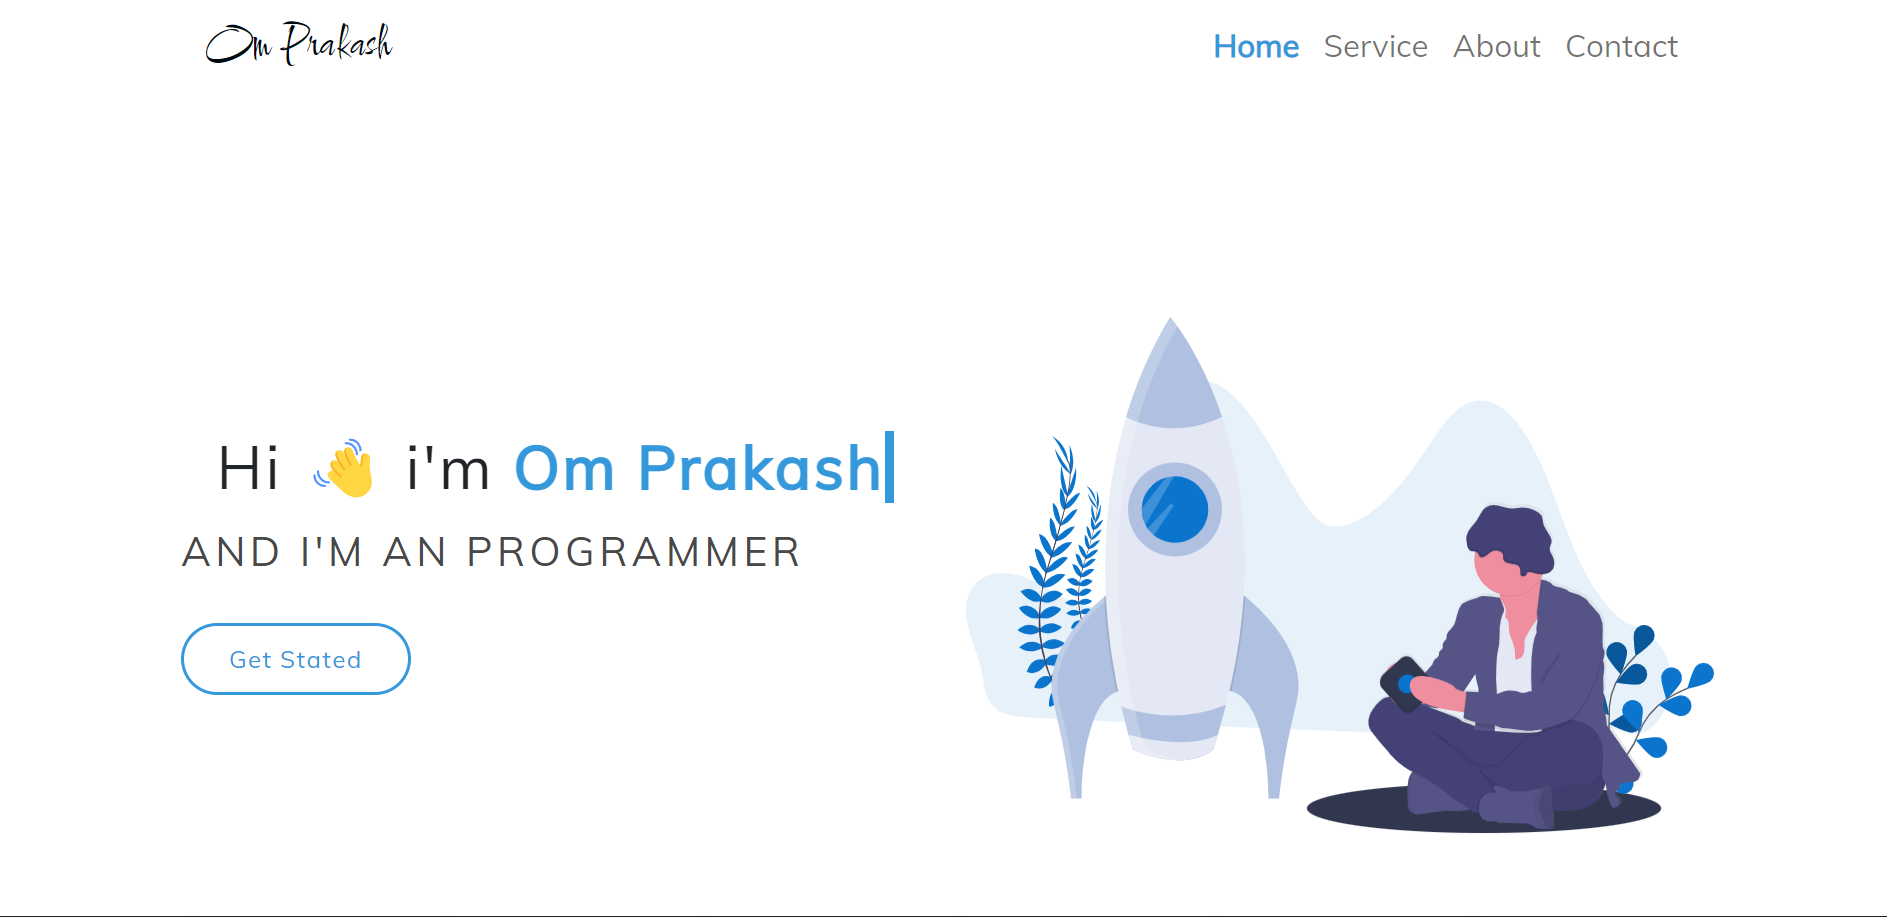 Om Prakash
Home Service About Contact
Hi 👋 i'm Om Prakash
AND I'M AN PROGRAMMER
Get Stated